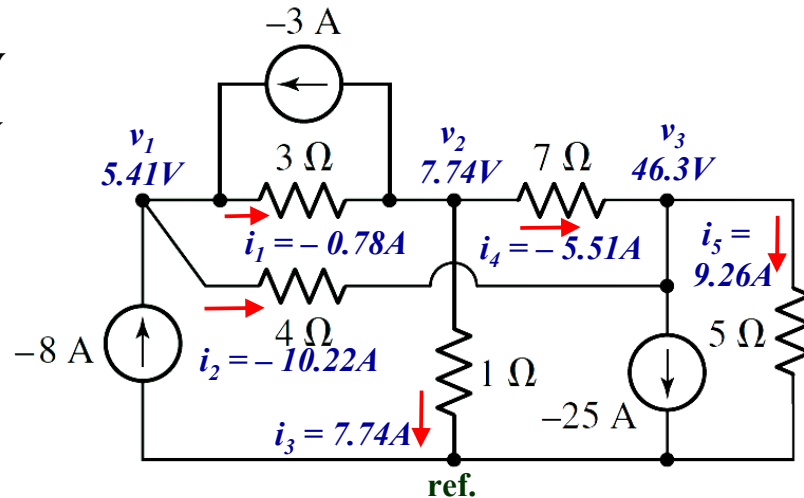 –3 A
v1
5.41V
3 Ω
v2
7.74V
7 Ω
v3
46.3V
i1 = – 0.78A
i4 = – 5.51A
i5 =
9.26A
–8 A
4 Ω
i2 = – 10.22A
1 Ω
5 Ω
–25 A
i3 = 7.74A
ref.